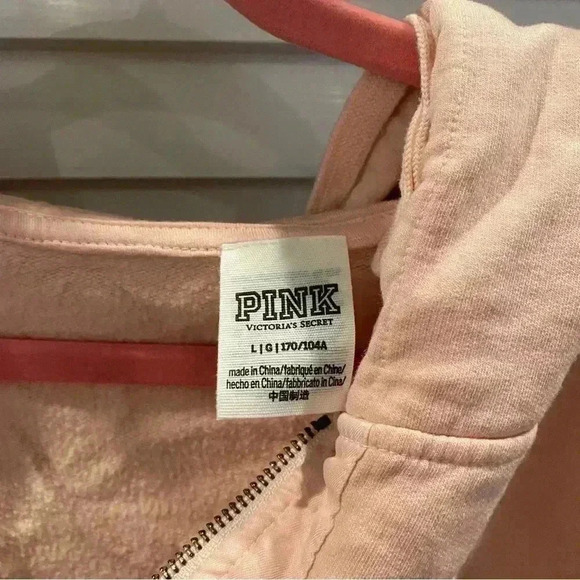 PINK
VICTORIA'S SECRET
L | G | 170/104A
made in China/fabriqué en Chine/
hecho en China/fabbricato in Cina/
中国制造